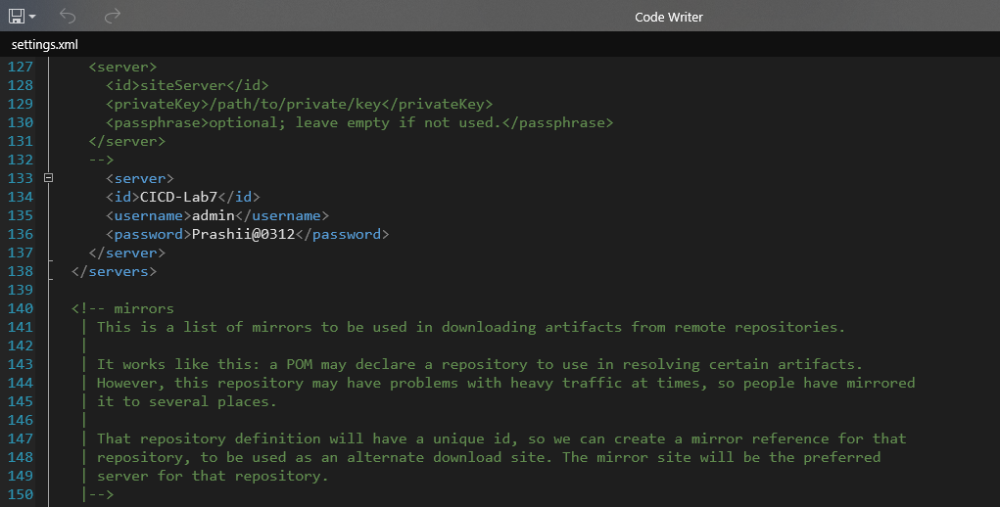 Code Writer
settings.xml
127 <server>
128 <id>siteServer</id>
129 <privateKey>/path/to/private/key</privateKey>
130 <passphrase>optional; leave empty if not used.</passphrase>
131 </server>
132 -->
133 <server>
134 <id>CICD-Lab7</id>
135 <username>admin</username>
136 <password>Prashii@0312</password>
137 </server>
138 </servers>
139
140 <!-- mirrors
141 | This is a list of mirrors to be used in downloading artifacts from remote repositories.
142 |
143 | It works like this: a POM may declare a repository to use in resolving certain artifacts.
144 | However, this repository may have problems with heavy traffic at times, so people have mirrored
145 | it to several places.
146 |
147 | That repository definition will have a unique id, so we can create a mirror reference for that
148 | repository, to be used as an alternate download site. The mirror site will be the preferred
149 | server for that repository.
150 |-->